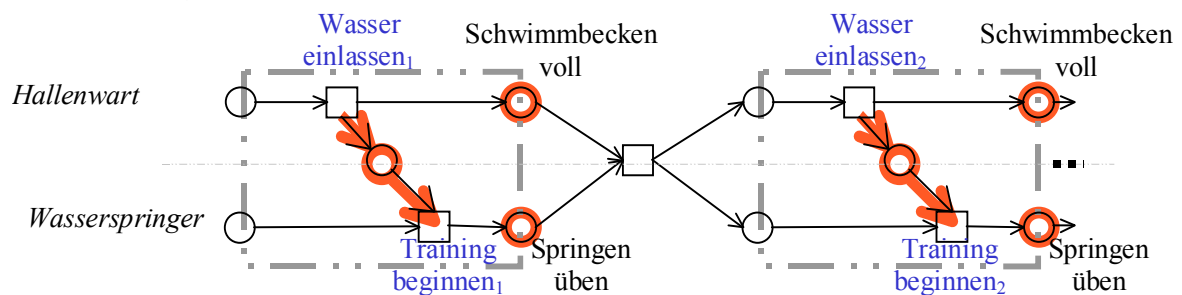 Wasser
einlassen₁
Schwimmbecken
voll
Wasser
einlassen₂
Schwimmbecken
voll
Hallenwart
Wasserspringer
Training
beginnen₁
Springen
üben
Training
beginnen₂
Springen
üben